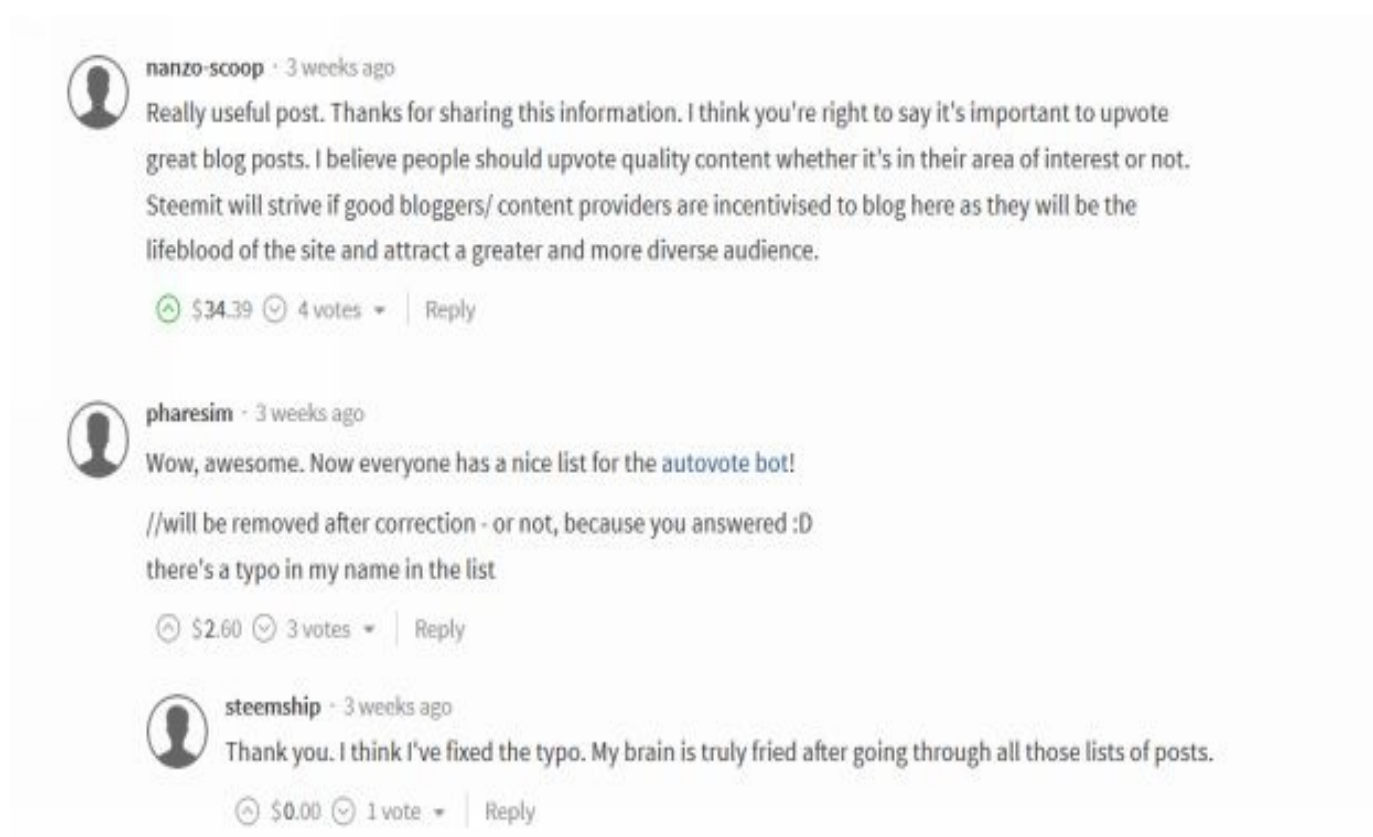 nanzo-scoop · 3 weeks ago
Really useful post. Thanks for sharing this information. I think you're right to say it's important to upvote
great blog posts. I believe people should upvote quality content whether it's in their area of interest or not.
Steemit will strive if good bloggers/ content providers are incentivised to blog here as they will be the
lifeblood of the site and attract a greater and more diverse audience.
$34.39 4 votes Reply
pharesim · 3 weeks ago
Wow, awesome. Now everyone has a nice list for the autovote bot!
//will be removed after correction - or not, because you answered :D
there's a typo in my name in the list
$2.60 3 votes Reply
steemship · 3 weeks ago
Thank you. I think I've fixed the typo. My brain is truly fried after going through all those lists of posts.
$0.00 1 vote Reply